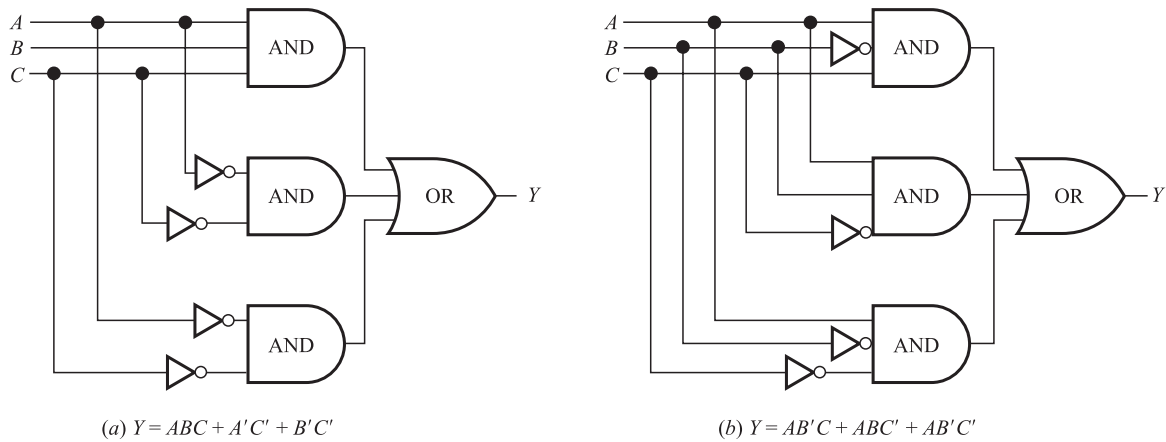 A
B
C
AND
AND
AND
OR
Y
(a) Y = ABC + A′C′ + B′C′
A
B
C
AND
AND
AND
OR
Y
(b) Y = AB′C + ABC′ + AB′C′